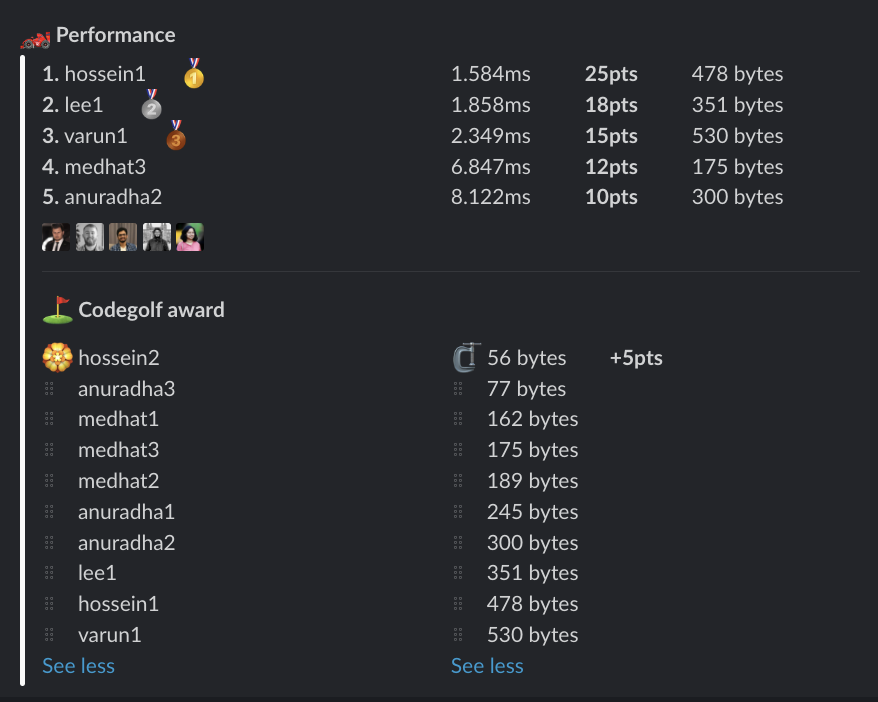 Performance
1. hossein1 1 1.584ms 25pts 478 bytes
2. lee1 2 1.858ms 18pts 351 bytes
3. varun1 3 2.349ms 15pts 530 bytes
4. medhat3 6.847ms 12pts 175 bytes
5. anuradha2 8.122ms 10pts 300 bytes
Codegolf award
hossein2 56 bytes +5pts
anuradha3 77 bytes
medhat1 162 bytes
medhat3 175 bytes
medhat2 189 bytes
anuradha1 245 bytes
anuradha2 300 bytes
lee1 351 bytes
hossein1 478 bytes
varun1 530 bytes
See less See less